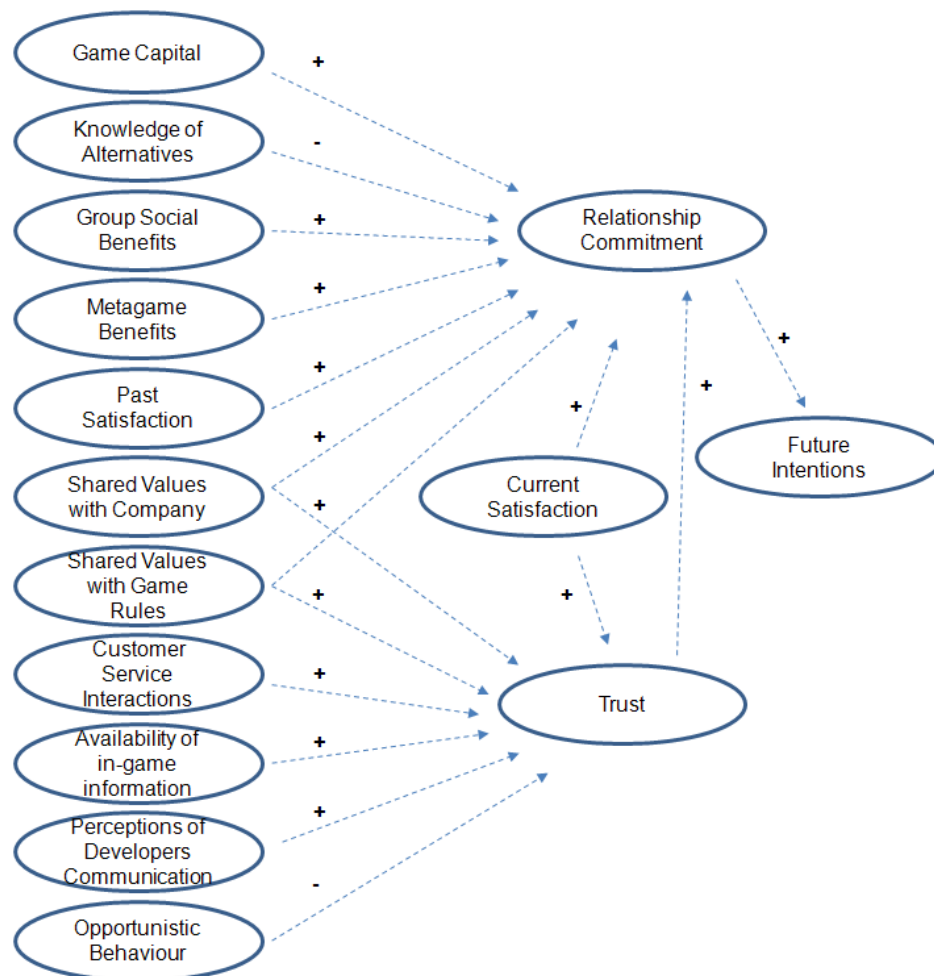 Game Capital
+
Knowledge of
Alternatives
-
Group Social
Benefits
+
Relationship
Commitment
Metagame
Benefits
+
+
Past
Satisfaction
+
+
+
Future
Intentions
Shared Values
with Company
+
+
Current
Satisfaction
Shared Values
with Game
Rules
+
+
Customer
Service
Interactions
+
Trust
Availability of
in-game
information
+
Perceptions of
Developers
Communication
+
Opportunistic
Behaviour
-